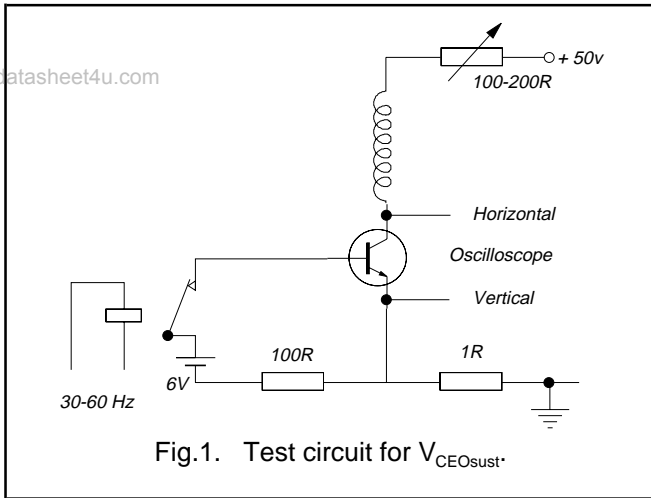 + 50v
datasheet4u.com
100-200R
Horizontal
Oscilloscope
Vertical
100R
1R
6V
30-60 Hz
Fig.1. Test circuit for VCEOsust.